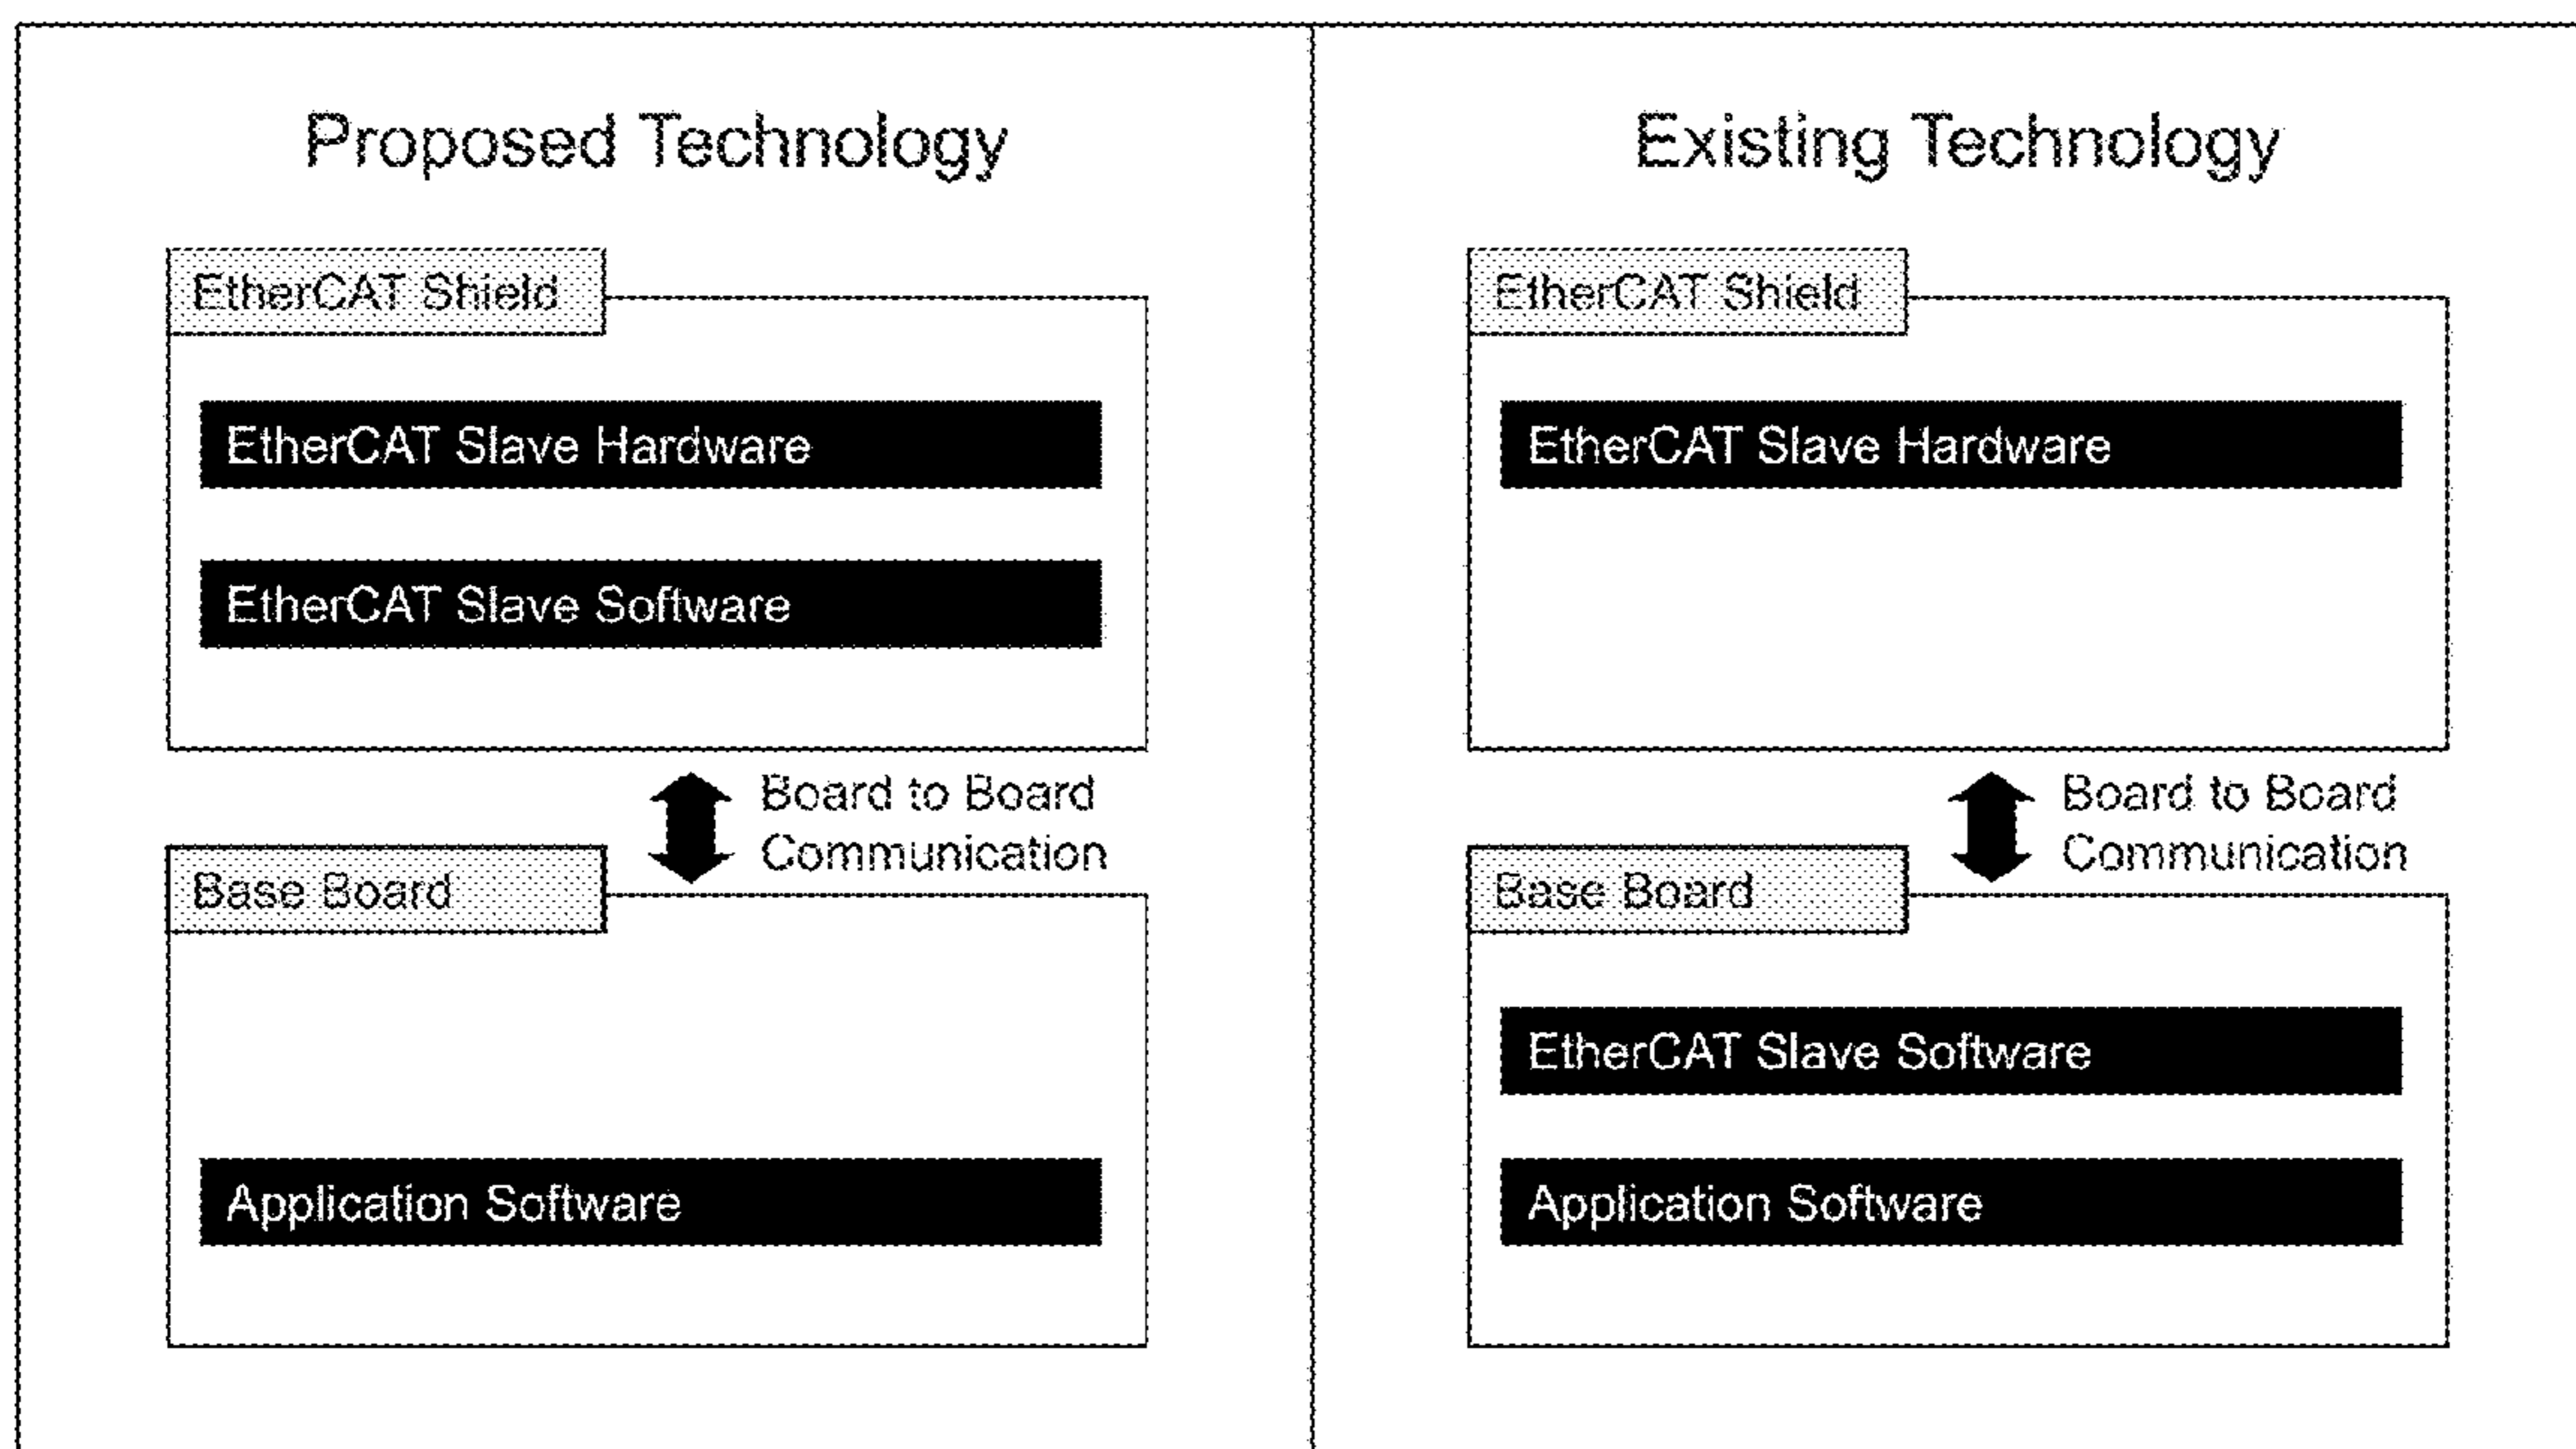 Proposed Technology
EtherCAT Shield
EtherCAT Slave Hardware
EtherCAT Slave Software
Board to Board
Communication
Base Board
Application Software
Existing Technology
EtherCAT Shield
EtherCAT Slave Hardware
Board to Board
Communication
Base Board
EtherCAT Slave Software
Application Software